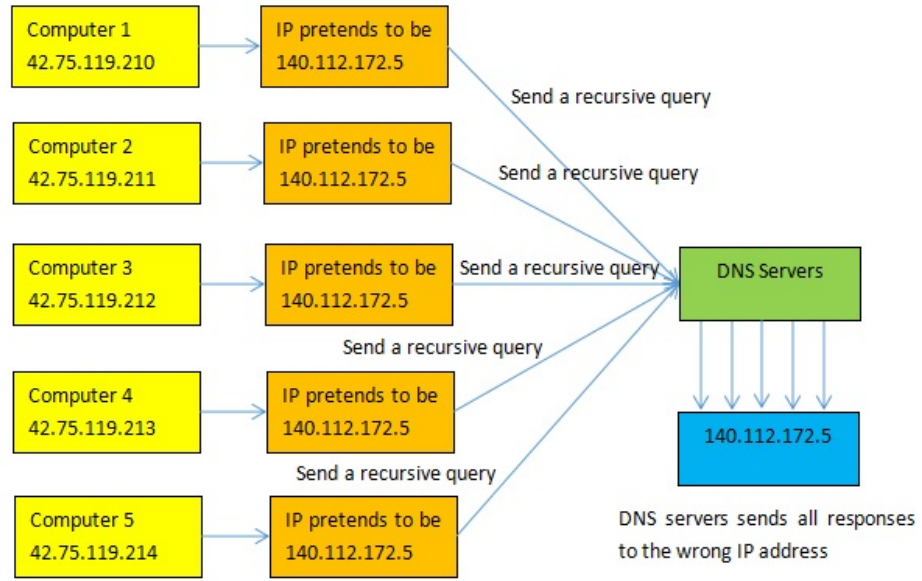 Computer 1
42.75.119.210
IP pretends to be
140.112.172.5
Send a recursive query
Computer 2
42.75.119.211
IP pretends to be
140.112.172.5
Send a recursive query
Computer 3
42.75.119.212
IP pretends to be
140.112.172.5
Send a recursive query
DNS Servers
Send a recursive query
Computer 4
42.75.119.213
IP pretends to be
140.112.172.5
140.112.172.5
Send a recursive query
Computer 5
42.75.119.214
IP pretends to be
140.112.172.5
DNS servers sends all responses
to the wrong IP address